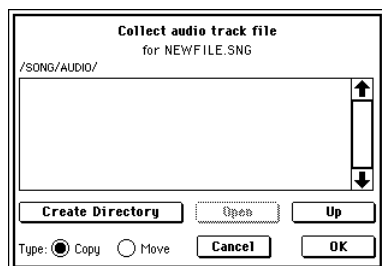 Collect audio track file
for NEWFILE.SNG
/SONG/AUDIO/
Create Directory Open Up
Type: Copy Move Cancel OK